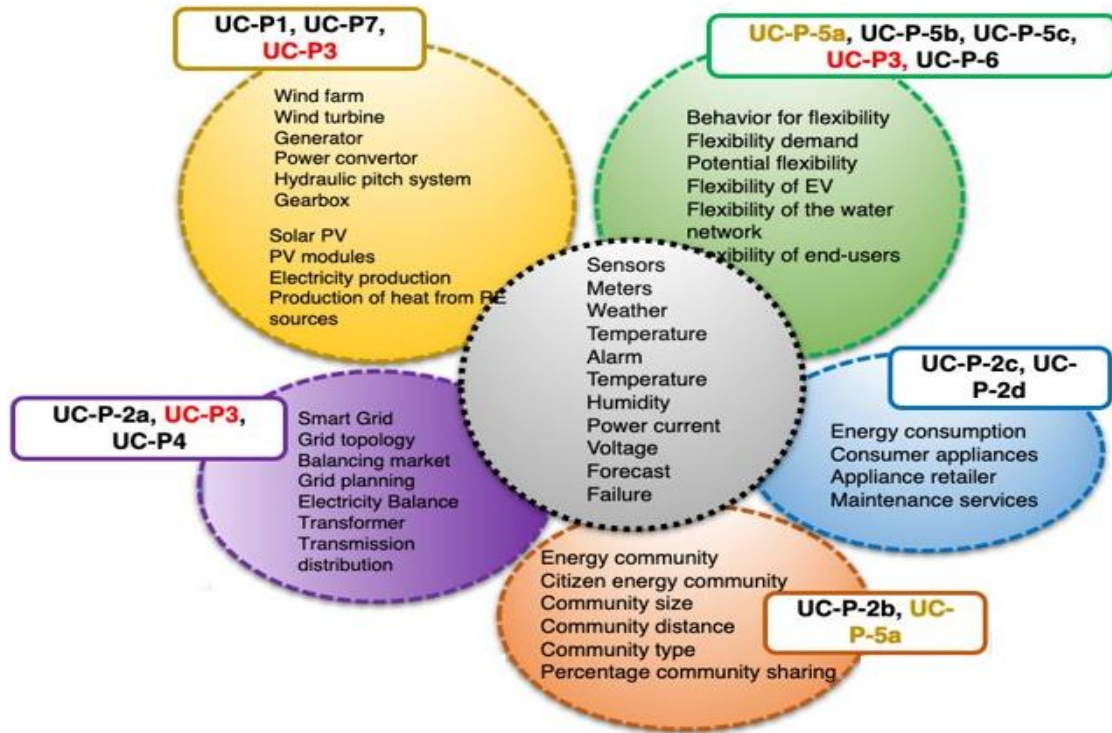 UC-P1, UC-P7,
UC-P3
Wind farm
Wind turbine
Generator
Power convertor
Hydraulic pitch system
Gearbox
Solar PV
PV modules
Electricity production
Production of heat from RE
sources
UC-P-5a, UC-P-5b, UC-P-5c,
UC-P3, UC-P-6
Behavior for flexibility
Flexibility demand
Potential flexibility
Flexibility of EV
Flexibility of the water
network
xibility of end-users
Sensors
Meters
Weather
Temperature
Alarm
Temperature
Humidity
Power current
Voltage
Forecast
Failure
UC-P-2a, UC-P3,
UC-P4
Smart Grid
Grid topology
Balancing market
Grid planning
Electricity Balance
Transformer
Transmission
distribution
UC-P-2c, UC-
P-2d
Energy consumption
Consumer appliances
Appliance retailer
Maintenance services
Energy community
Citizen energy community
Community size
Community distance
Community type
Percentage community sharing
UC-P-2b, UC-
P-5a